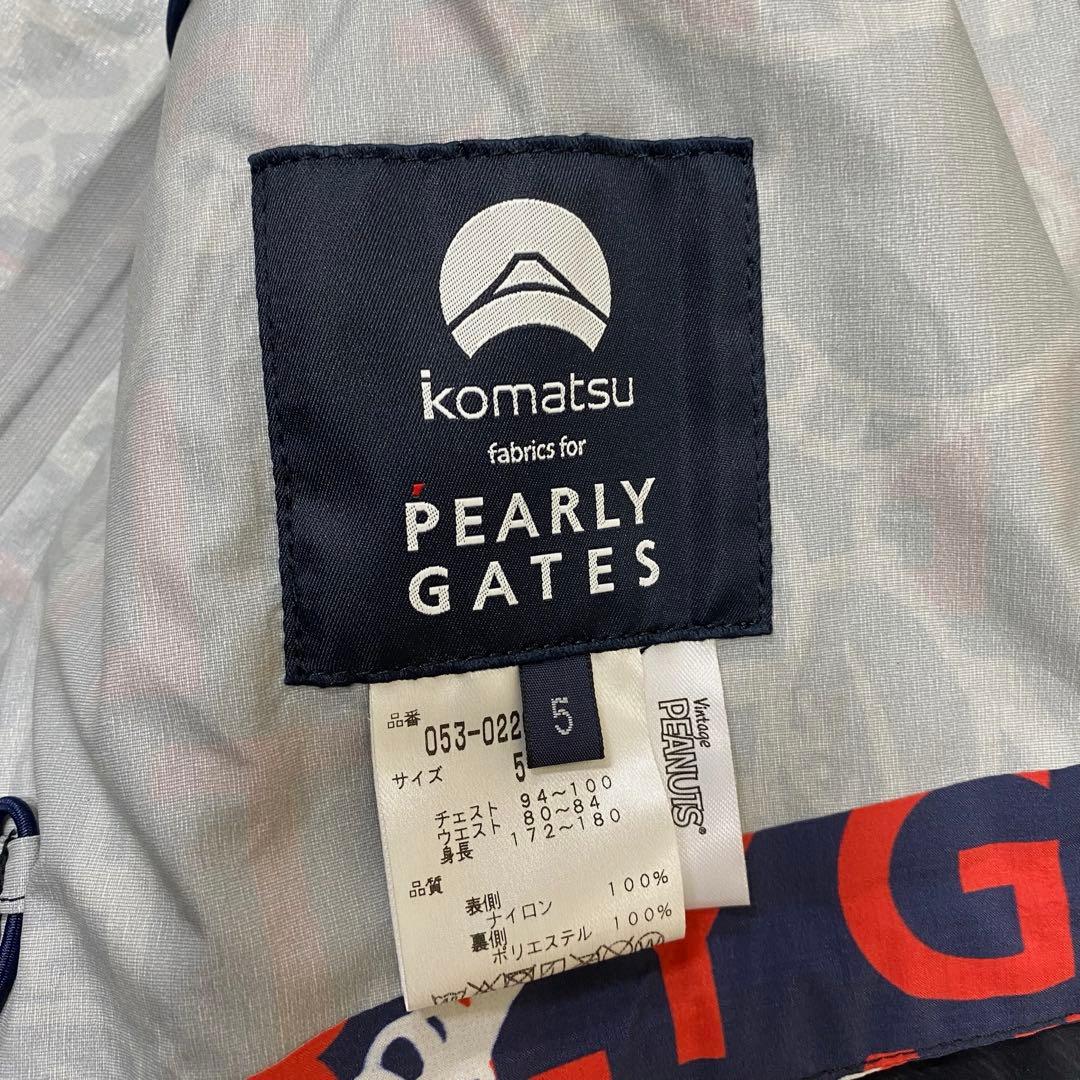 ikomatsu
fabrics for
PEARLY
GATES
5
品番 053-022
サイズ 5
チェスト 94～100
ウエスト 80～84
身長 172～180
品質
表側
ナイロン 100%
裏側
ポリエステル 100%
Vintage
PEANUTS®
Y G